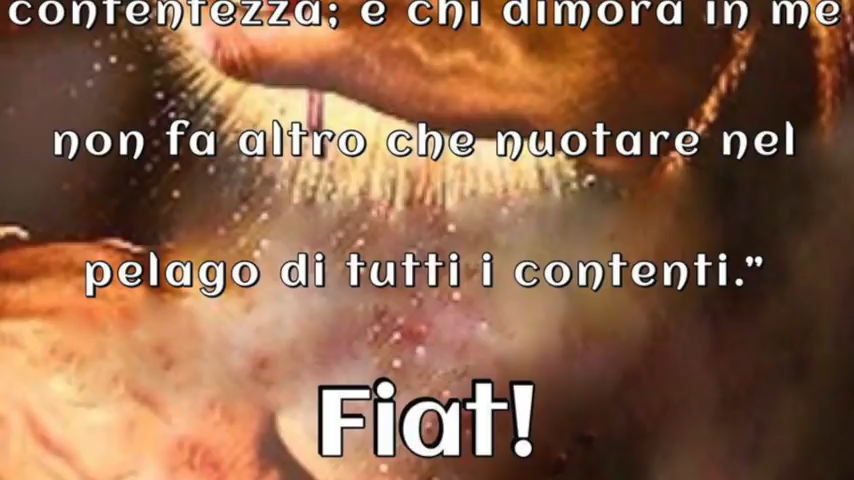 contentezza; e chi dimora in me
non fa altro che nuotare nel
pelago di tutti i contenti.”
Fiat!